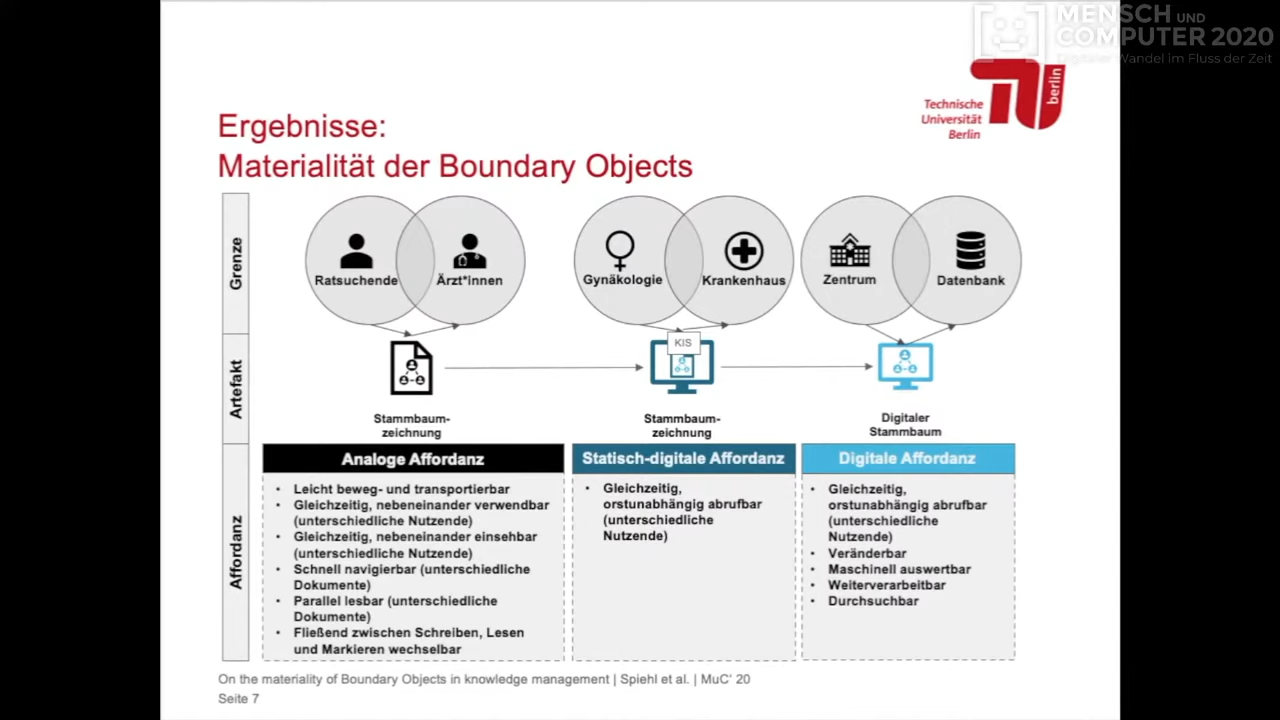 MENSCH UND
COMPUTER 2020
Digitaler Wandel im Fluss der Zeit
Technische
Universität
Berlin
berlin
Ergebnisse:
Materialität der Boundary Objects
Grenze
Ratsuchende
Ärzt*innen
Gynäkologie
Krankenhaus
Zentrum
Datenbank
Artefakt
KIS
Stammbaum-
zeichnung
Stammbaum-
zeichnung
Digitaler
Stammbaum
Affordanz
Analoge Affordanz
• Leicht beweg- und transportierbar
• Gleichzeitig, nebeneinander verwendbar
(unterschiedliche Nutzende)
• Gleichzeitig, nebeneinander einsehbar
(unterschiedliche Nutzende)
• Schnell navigierbar (unterschiedliche
Dokumente)
• Parallel lesbar (unterschiedliche
Dokumente)
• Fließend zwischen Schreiben, Lesen
und Markieren wechselbar
Statisch-digitale Affordanz
• Gleichzeitig,
orstunabhängig abrufbar
(unterschiedliche
Nutzende)
Digitale Affordanz
• Gleichzeitig,
orstunabhängig abrufbar
(unterschiedliche
Nutzende)
• Veränderbar
• Maschinell auswertbar
• Weiterverarbeitbar
• Durchsuchbar
On the materiality of Boundary Objects in knowledge management | Spiehl et al. | MuC' 20
Seite 7